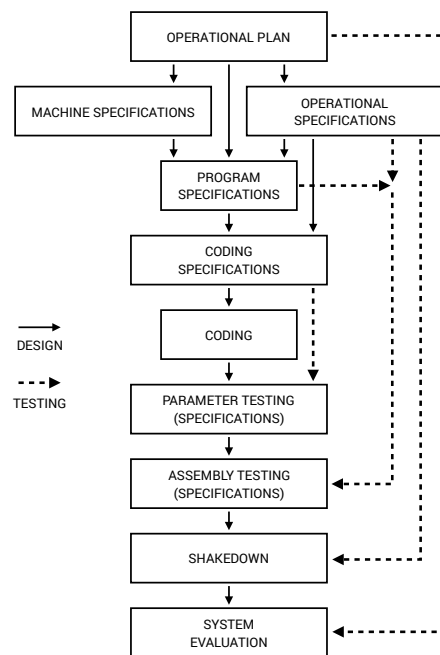 OPERATIONAL PLAN
MACHINE SPECIFICATIONS
OPERATIONAL
SPECIFICATIONS
PROGRAM
SPECIFICATIONS
CODING
SPECIFICATIONS
CODING
DESIGN
TESTING
PARAMETER TESTING
(SPECIFICATIONS)
ASSEMBLY TESTING
(SPECIFICATIONS)
SHAKEDOWN
SYSTEM
EVALUATION